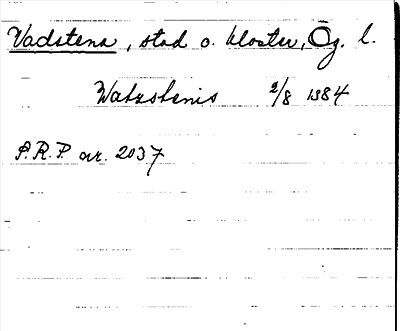 Vadstena, stad o. kloster, Ög. l.
Watzstenis 2/8 1384
S.R.P. nr. 2037